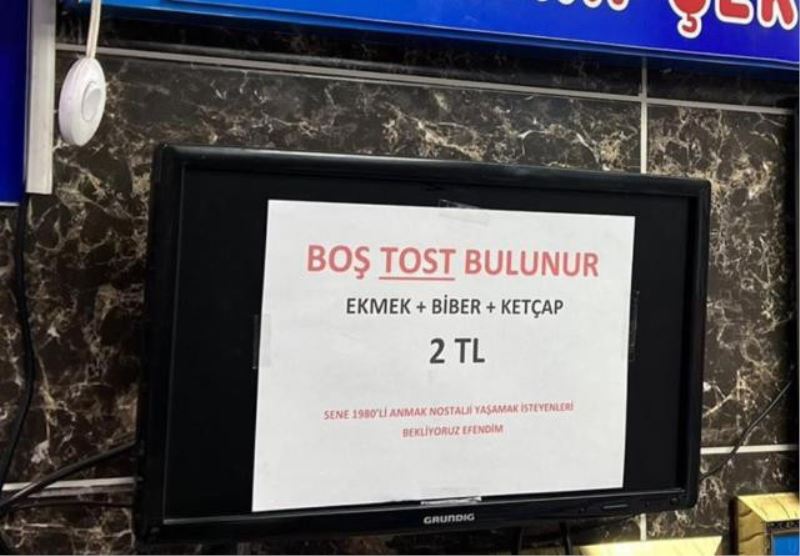 ÇEK
BOŞ TOST BULUNUR
EKMEK + BİBER + KETÇAP
2 TL
SENE 1980'Lİ ANMAK NOSTALJİ YAŞAMAK İSTEYENLERİ
BEKLİYORUZ EFENDİM
GRUNDIG